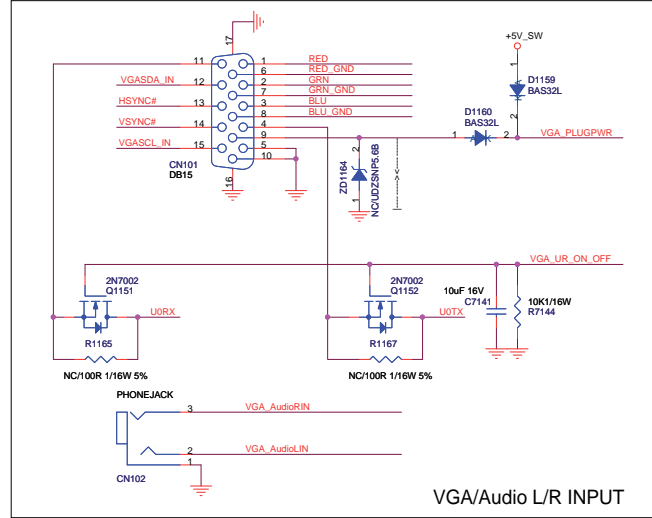 17
+5V_SW
11 1 RED
6 RED_GND
VGASDA_IN 12 2 GRN
7 GRN_GND
HSYNC# 13 3 BLU
8 BLU_GND
VSYNC# 14 4
9
VGASCL_IN 15 5
10
CN101
DB15
16
1
D1159
BAS32L
2
D1160
BAS32L
1 2 VGA_PLUGPWR
2
1
ZD1164
NC/UDZSNP5.6B
VGA_UR_ON_OFF
2N7002
Q1151
U0RX
R1165
NC/100R 1/16W 5%
2N7002
Q1152
U0TX
R1167
NC/100R 1/16W 5%
10uF 16V
C7141
10K1/16W
R7144
PHONEJACK
3 VGA_AudioRIN
2 VGA_AudioLIN
1
CN102
VGA/Audio L/R INPUT